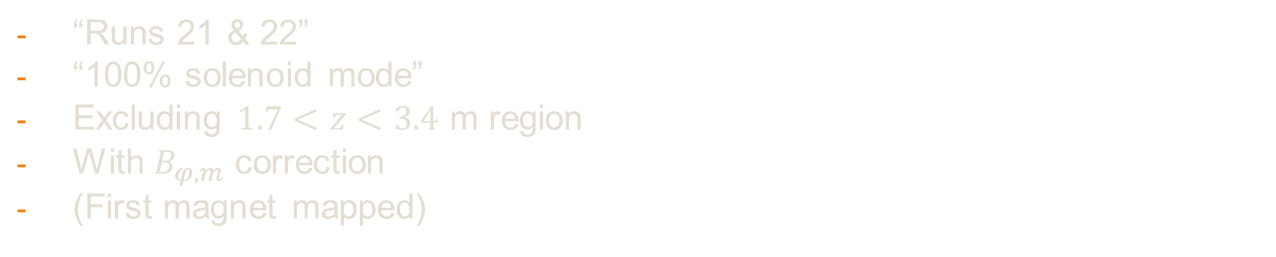 - “Runs 21 & 22”
- “100% solenoid mode”
- Excluding 1.7 < z < 3.4 m region
- With B_{φ,m} correction
- (First magnet mapped)